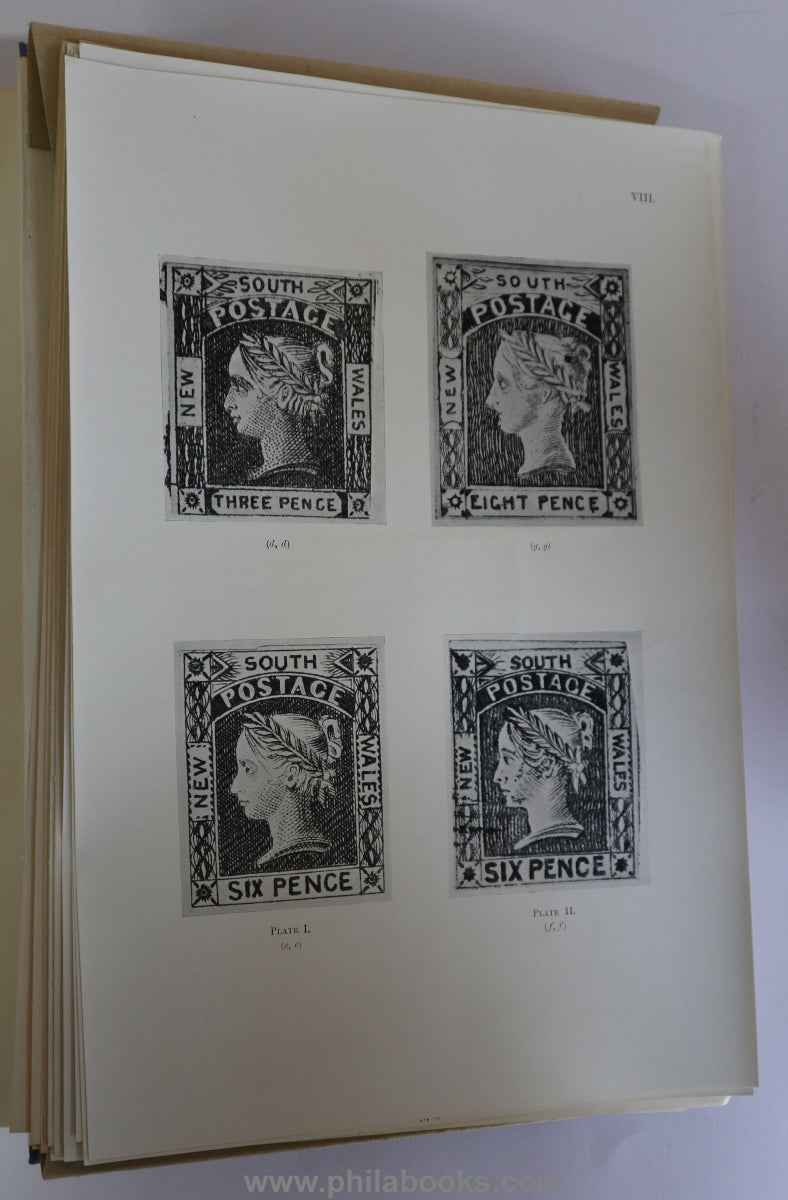 VIII.
SOUTH
POSTAGE
NEW
WALES
THREE PENCE
(d, d)
SOUTH
POSTAGE
NEW
WALES
EIGHT PENCE
(g, g)
SOUTH
POSTAGE
NEW
WALES
SIX PENCE
PLATE I.
(e, e)
SOUTH
POSTAGE
NEW
WALES
SIX PENCE
PLATE II.
(f, f)
www.philabooks.com